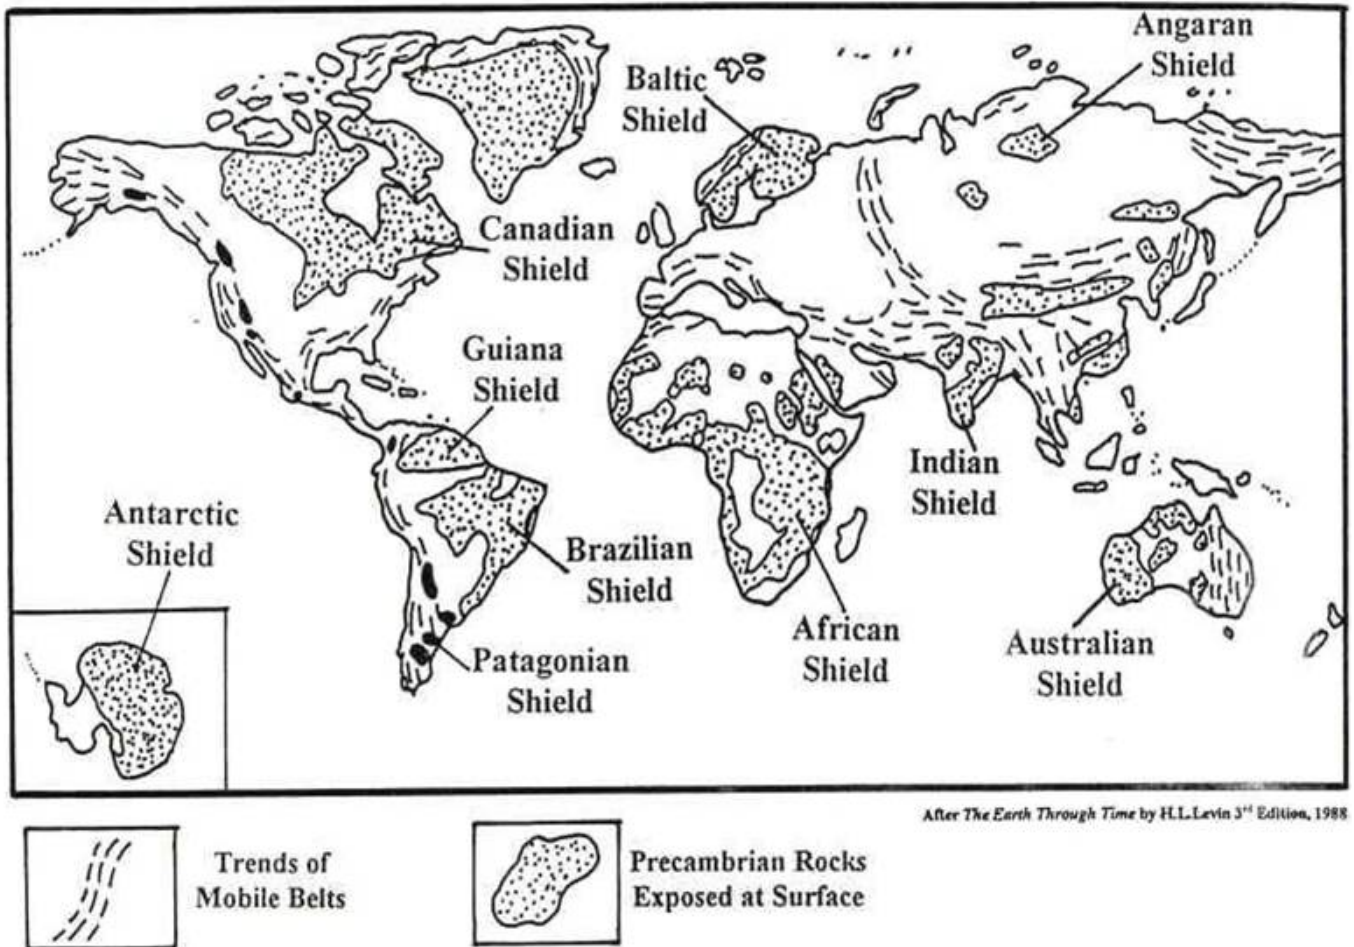 Angaran
Shield
Baltic
Shield
Canadian
Shield
Guiana
Shield
Indian
Shield
Antarctic
Shield
Brazilian
Shield
African
Shield
Australian
Shield
Patagonian
Shield
After The Earth Through Time by H.L.Levin 3rd Edition, 1988
Trends of
Mobile Belts
Precambrian Rocks
Exposed at Surface